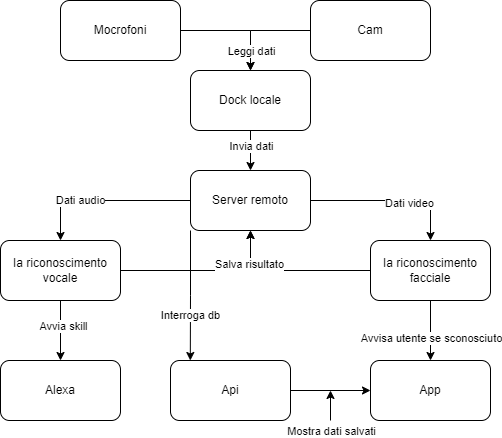 Mocrofoni
Cam
Leggi dati
Dock locale
Invia dati
Server remoto
Dati audio
Dati video
Ia riconoscimento
vocale
Salva risultato
Ia riconoscimento
facciale
Interroga db
Avvia skill
Avvisa utente se sconosciuto
Alexa
Api
App
Mostra dati salvati